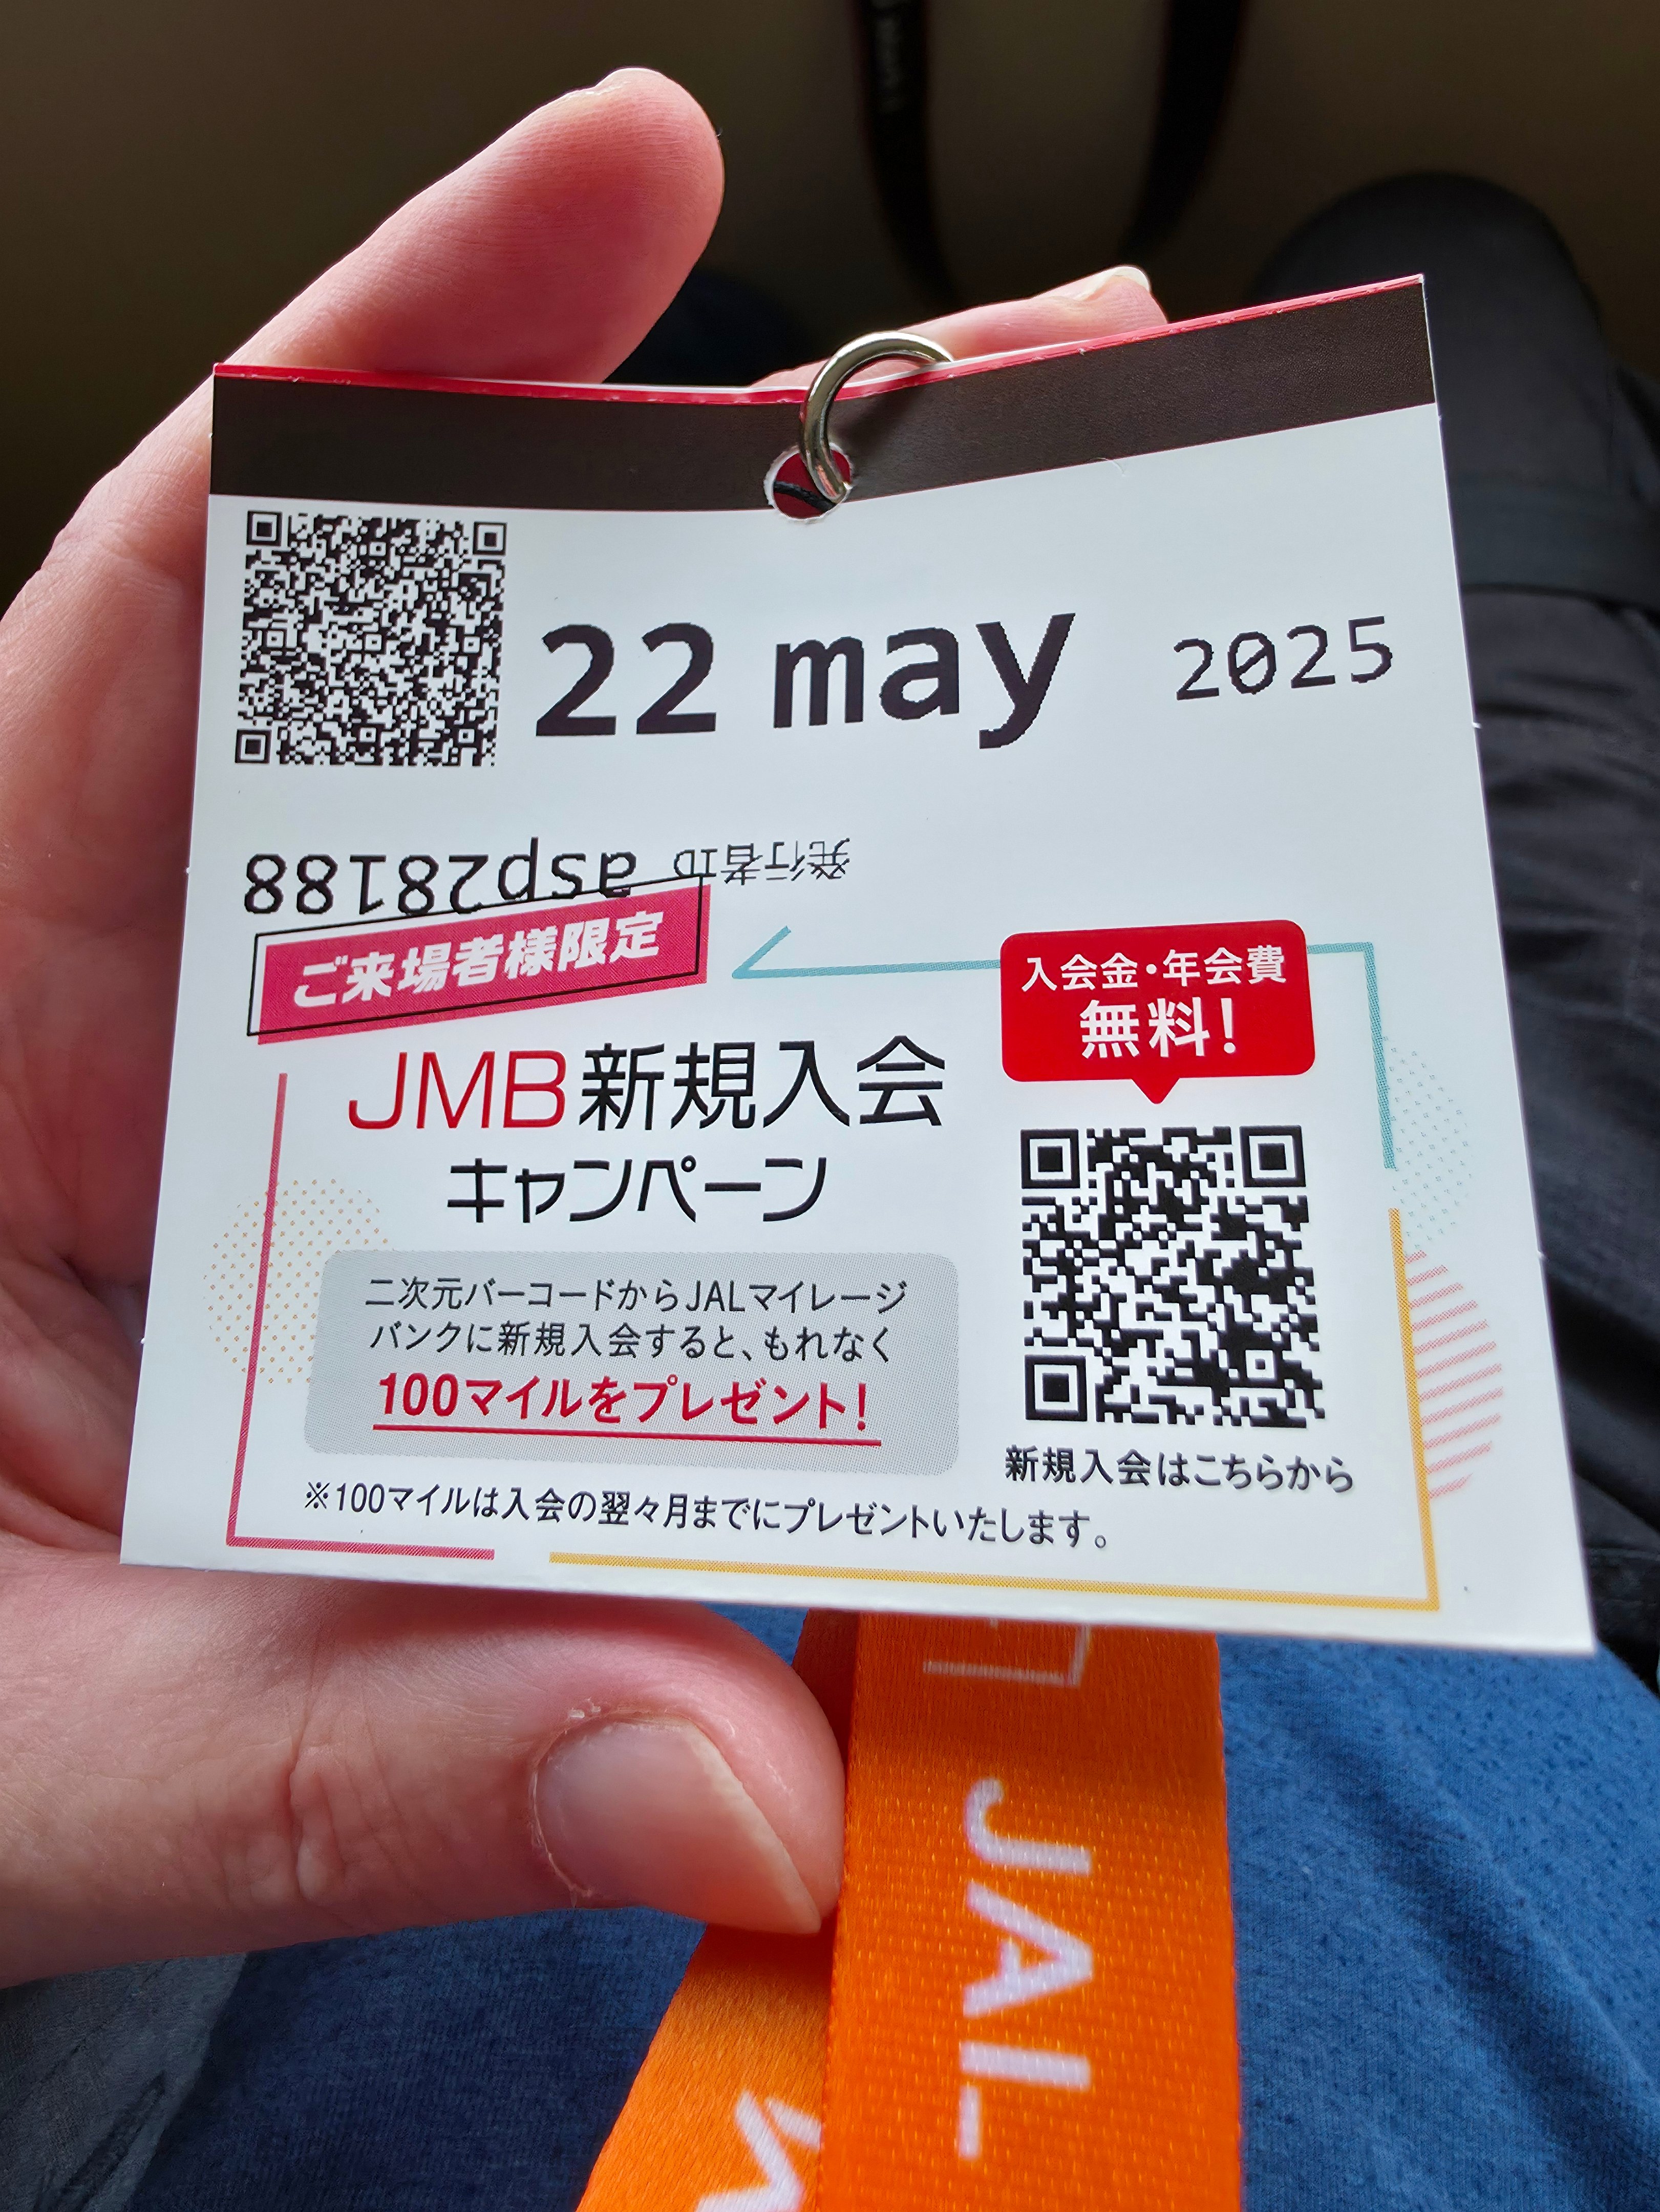 22 may 2025
発行者ID asp28188
ご来場者様限定
JMB新規入会
キャンペーン
二次元バーコードからJALマイレージ
バンクに新規入会すると、もれなく
100マイルをプレゼント!
※100マイルは入会の翌々月までにプレゼントいたします。
入会金・年会費
無料!
新規入会はこちらから
JAL